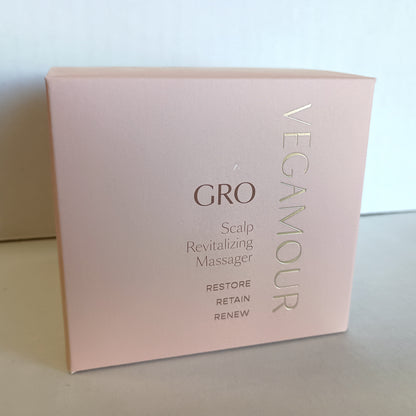 GRO
Scalp
Revitalizing
Massager
RESTORE
RETAIN
RENEW
VEGAMOUR